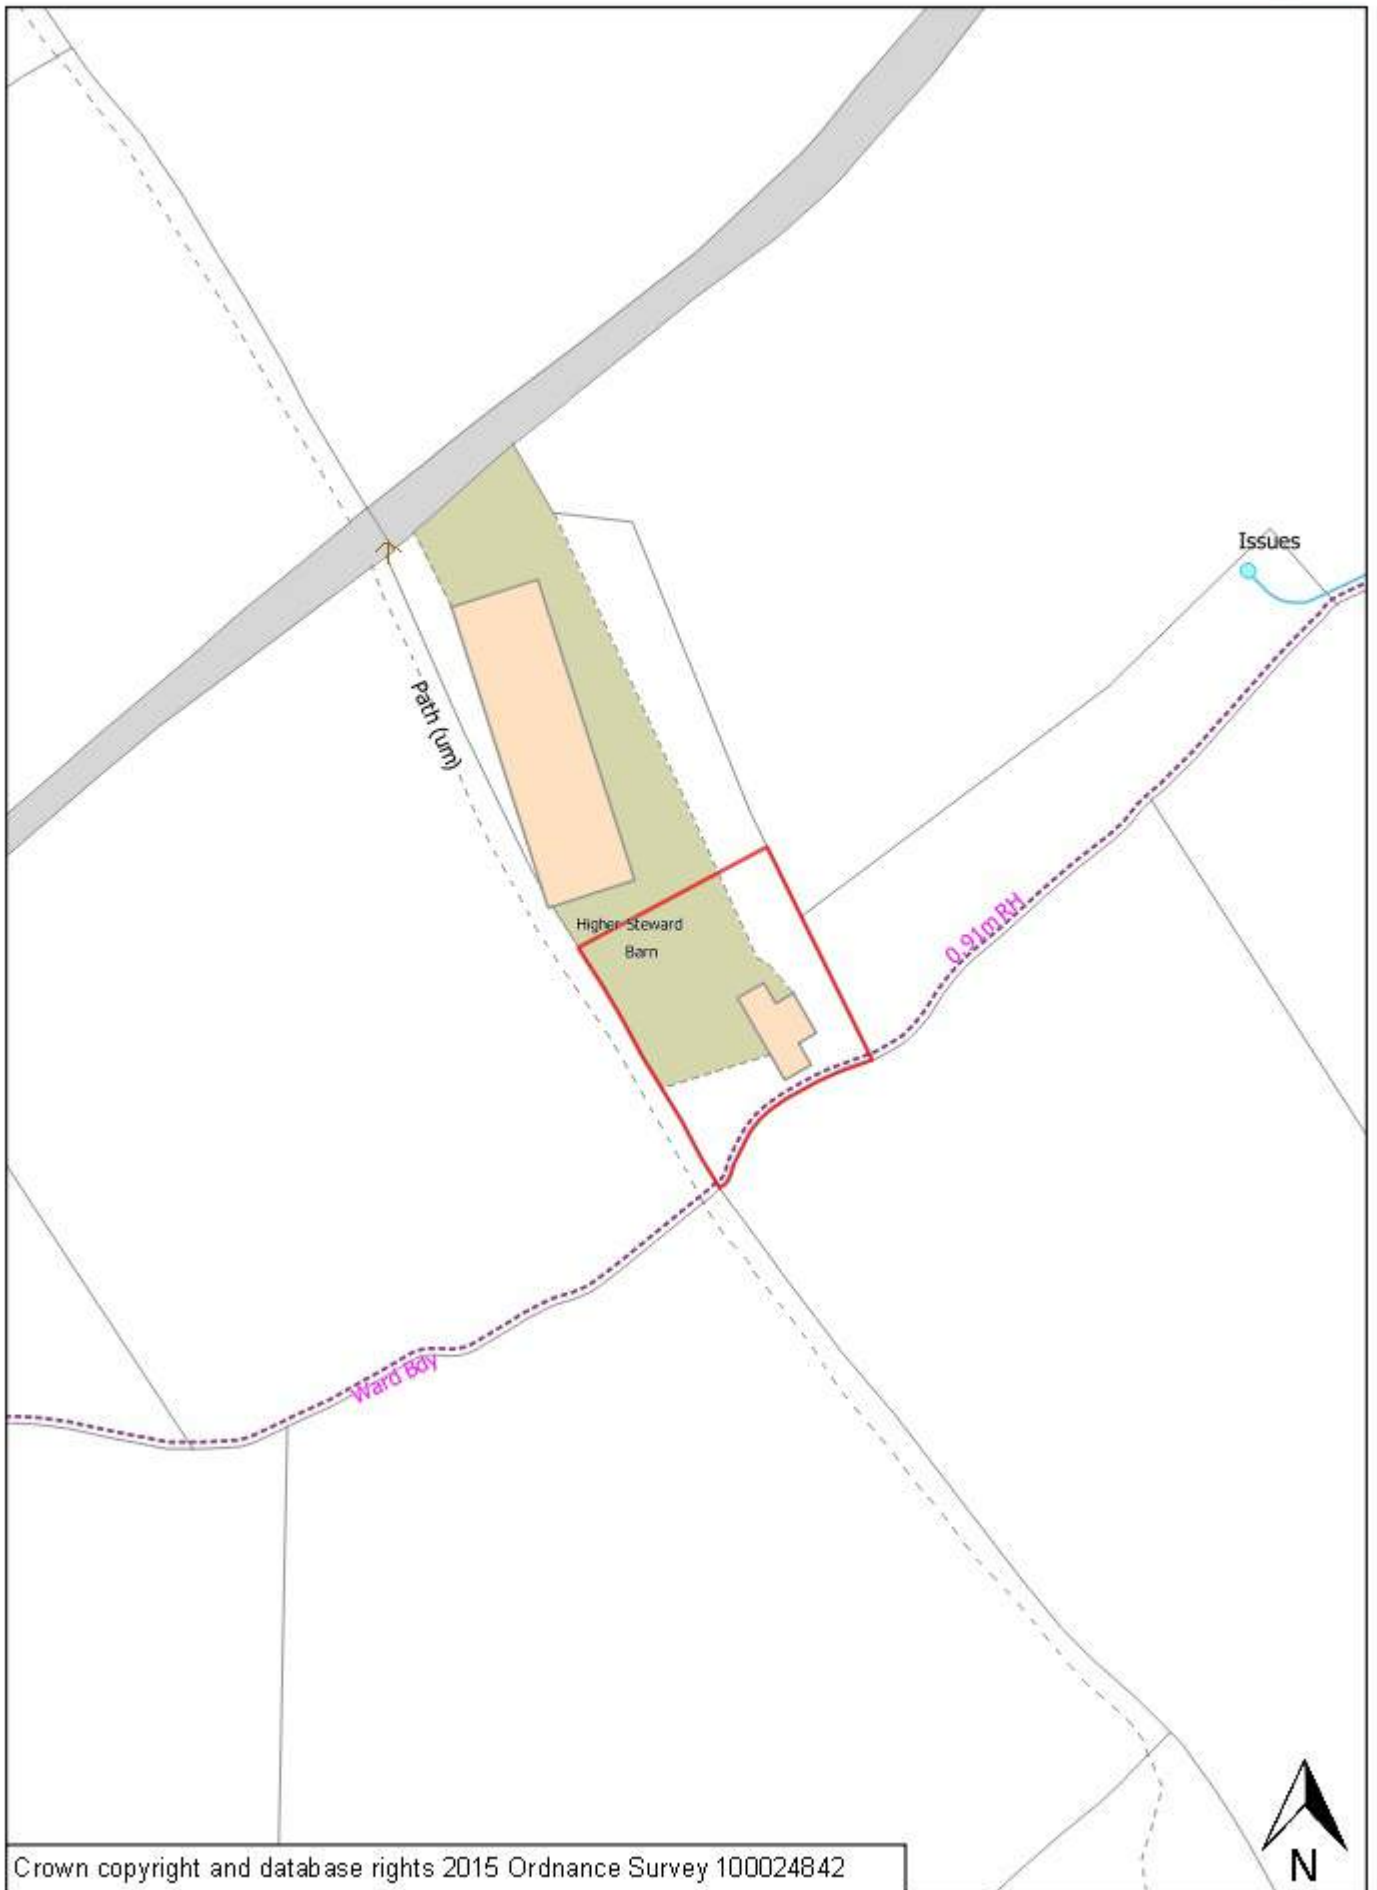 Issues
Path (um)
Higher Steward
Barn
0.91m RH
Ward Bdy
N
Crown copyright and database rights 2015 Ordnance Survey 100024842